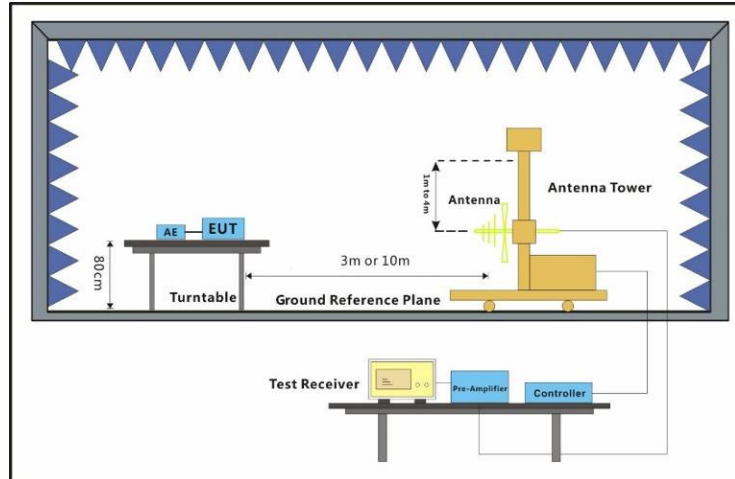 1m to 4m
Antenna
Antenna Tower
AE
EUT
80cm
3m or 10m
Turntable
Ground Reference Plane
Test Receiver
Pre-Amplifier
Controller